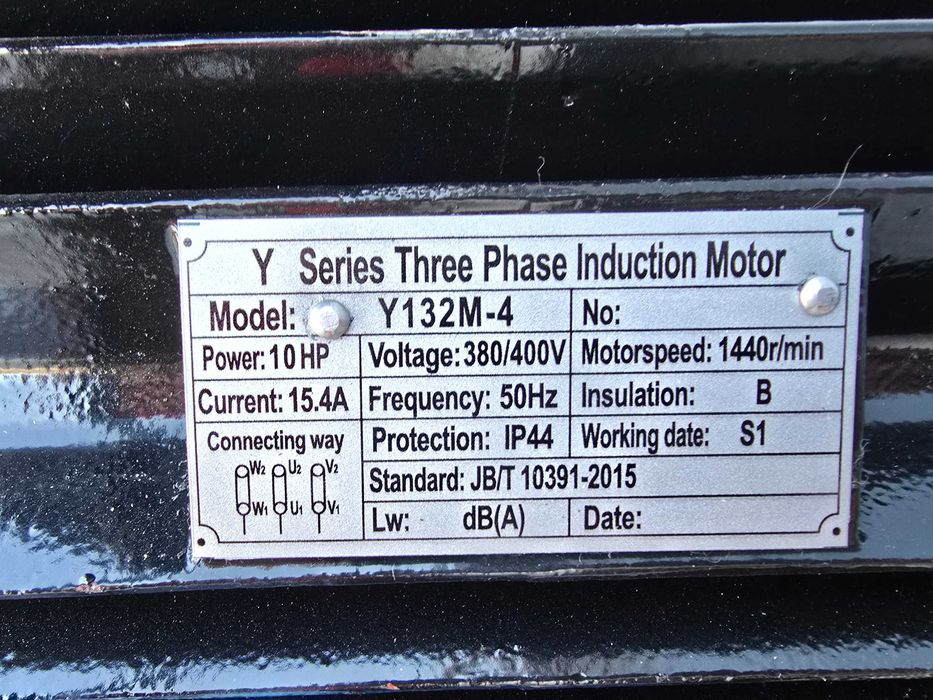 Y Series Three Phase Induction Motor
Model: Y132M-4 No:
Power: 10 HP Voltage: 380/400V Motorspeed: 1440r/min
Current: 15.4A Frequency: 50Hz Insulation: B
Connecting way Protection: IP44 Working date: S1
W2 U2 V2 Standard: JB/T 10391-2015
W1 U1 V1 Lw: dB(A) Date: